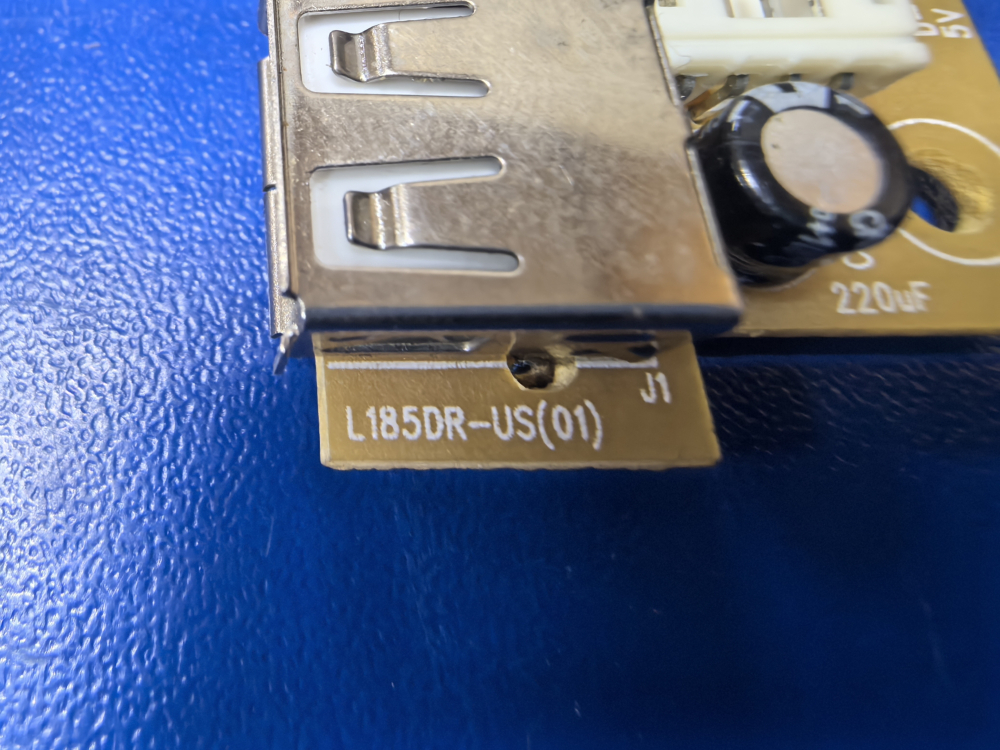 5V
220uF
J1
L185DR-US(01)